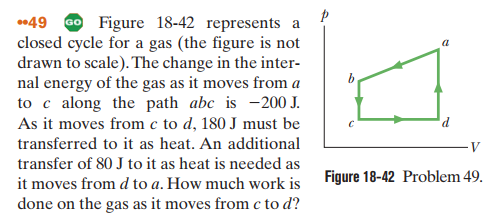 ••49 GO Figure 18-42 represents a
closed cycle for a gas (the figure is not
drawn to scale). The change in the inter-
nal energy of the gas as it moves from a
to c along the path abc is −200 J.
As it moves from c to d, 180 J must be
transferred to it as heat. An additional
transfer of 80 J to it as heat is needed as
it moves from d to a. How much work is
done on the gas as it moves from c to d?
p
a
b
c
d
V
Figure 18-42 Problem 49.